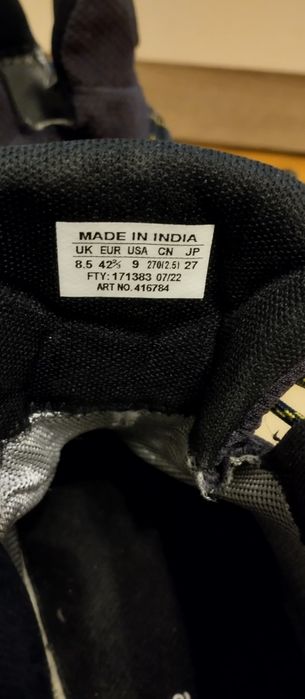 MADE IN INDIA
UK EUR USA CN JP
8.5 42⅔ 9 270(2.5) 27
FTY: 171383 07/22
ART NO. 416784